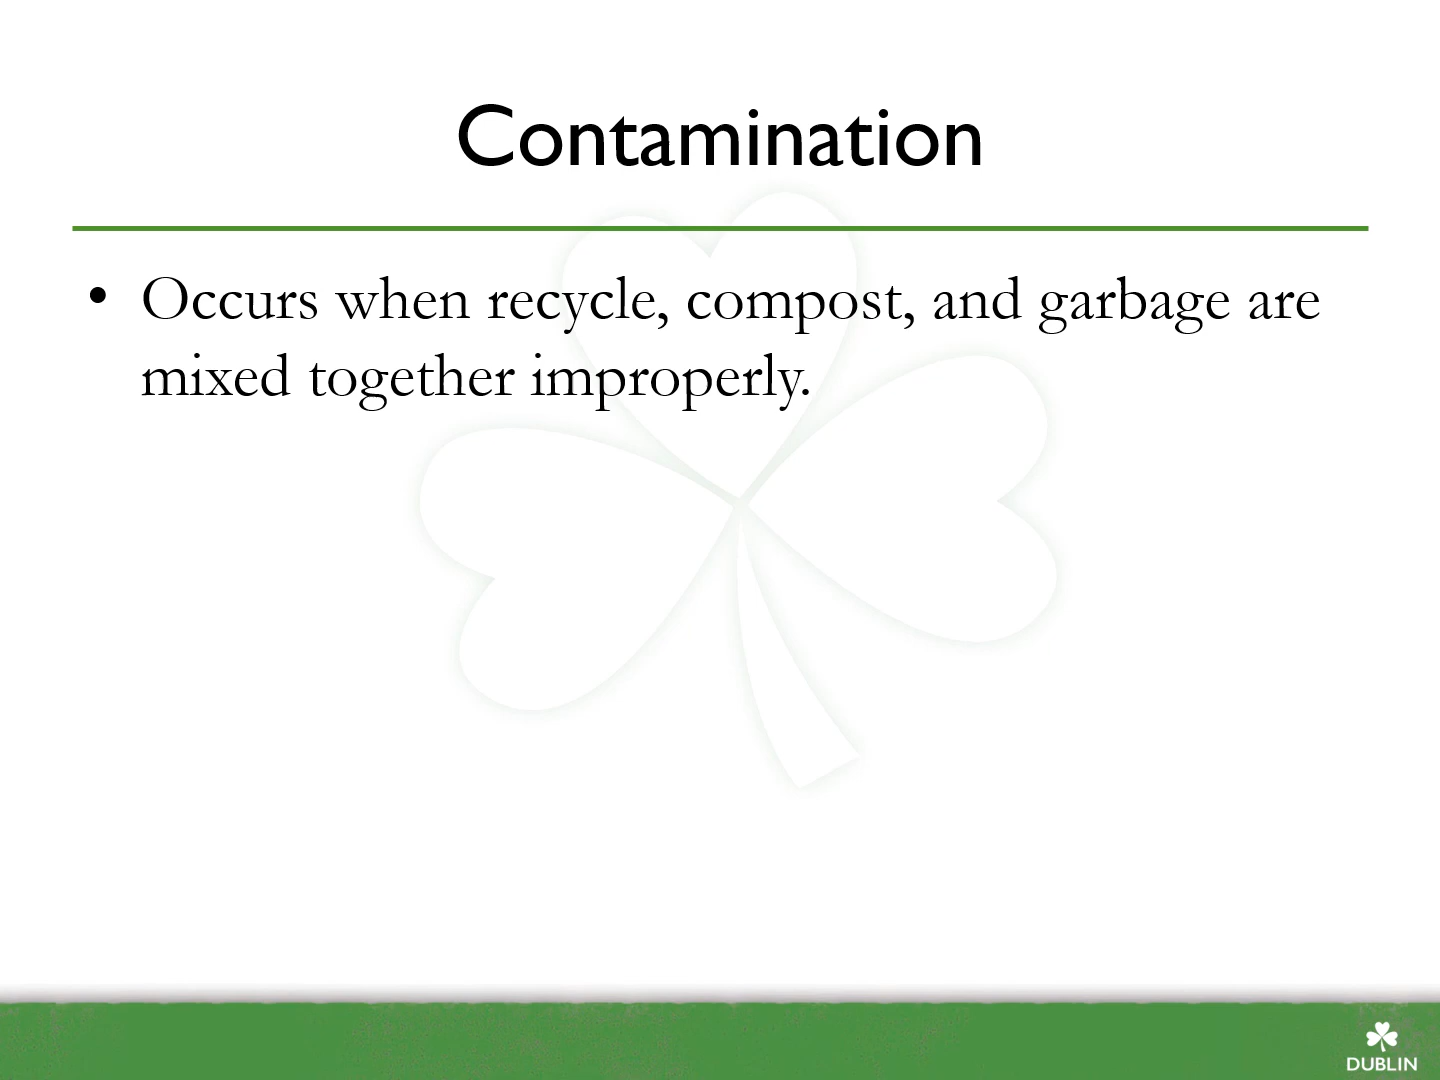 Contamination
• Occurs when recycle, compost, and garbage are
mixed together improperly.
DUBLIN